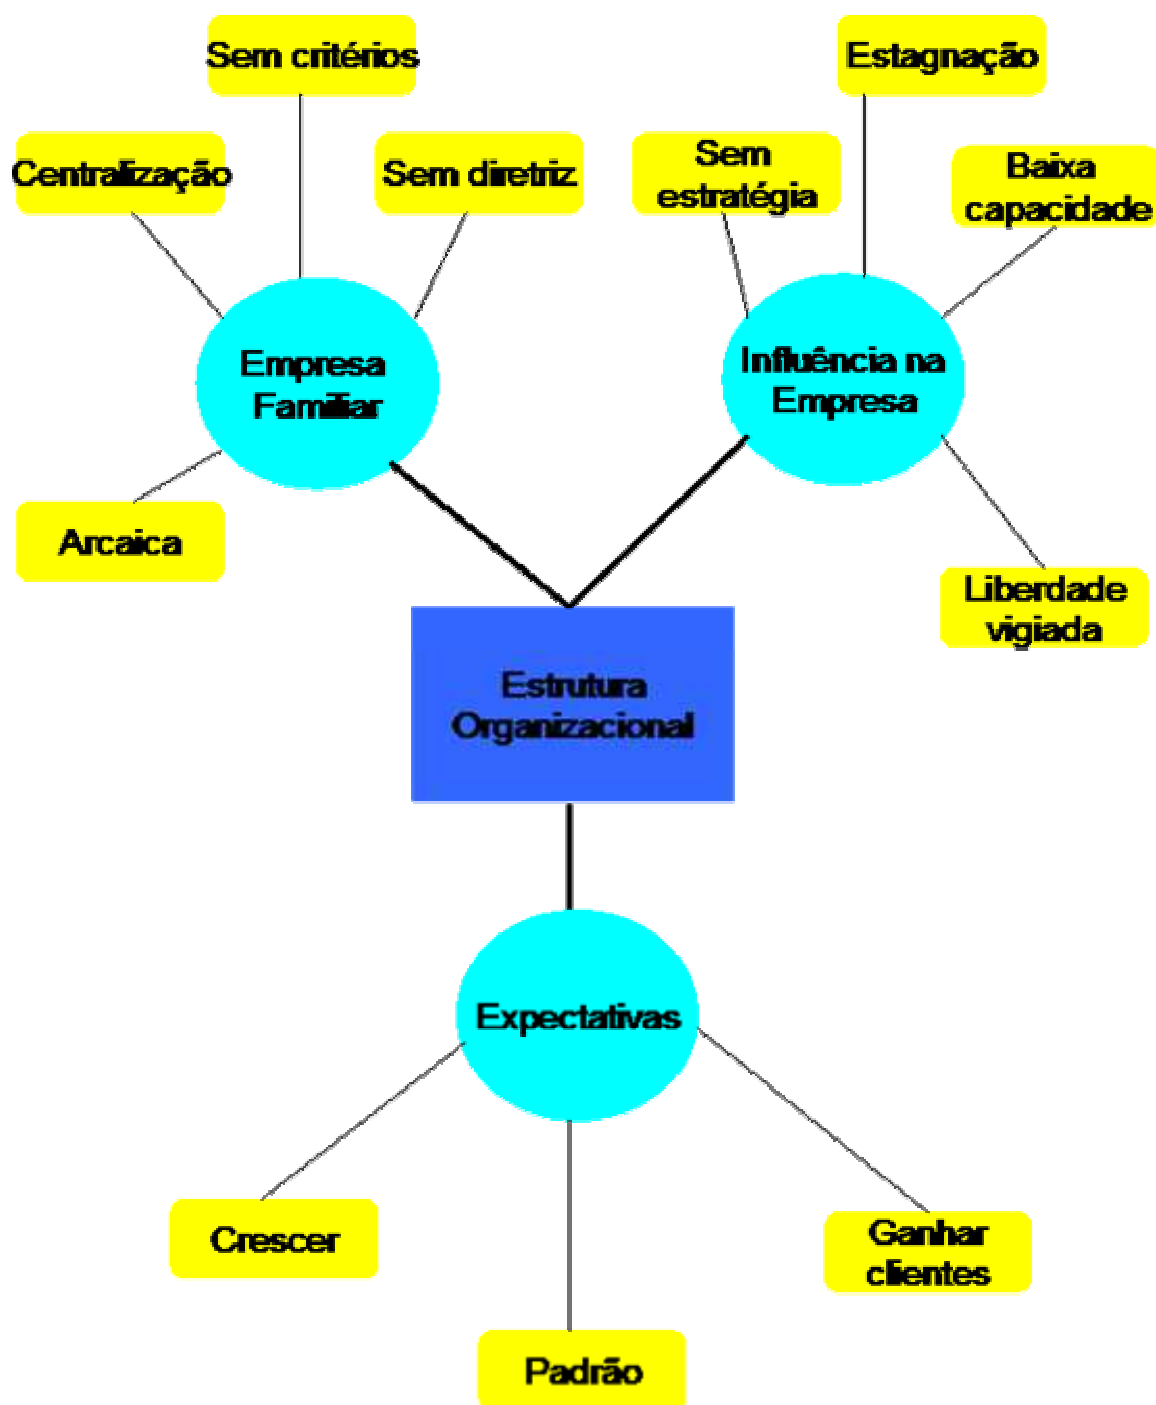 Sem critérios
Estagnação
Centralização
Sem diretriz
Sem
estratégia
Baixa
capacidade
Empresa
Familiar
Influência na
Empresa
Arcaica
Liberdade
vigiada
Estrutura
Organizacional
Expectativas
Crescer
Ganhar
clientes
Padrão